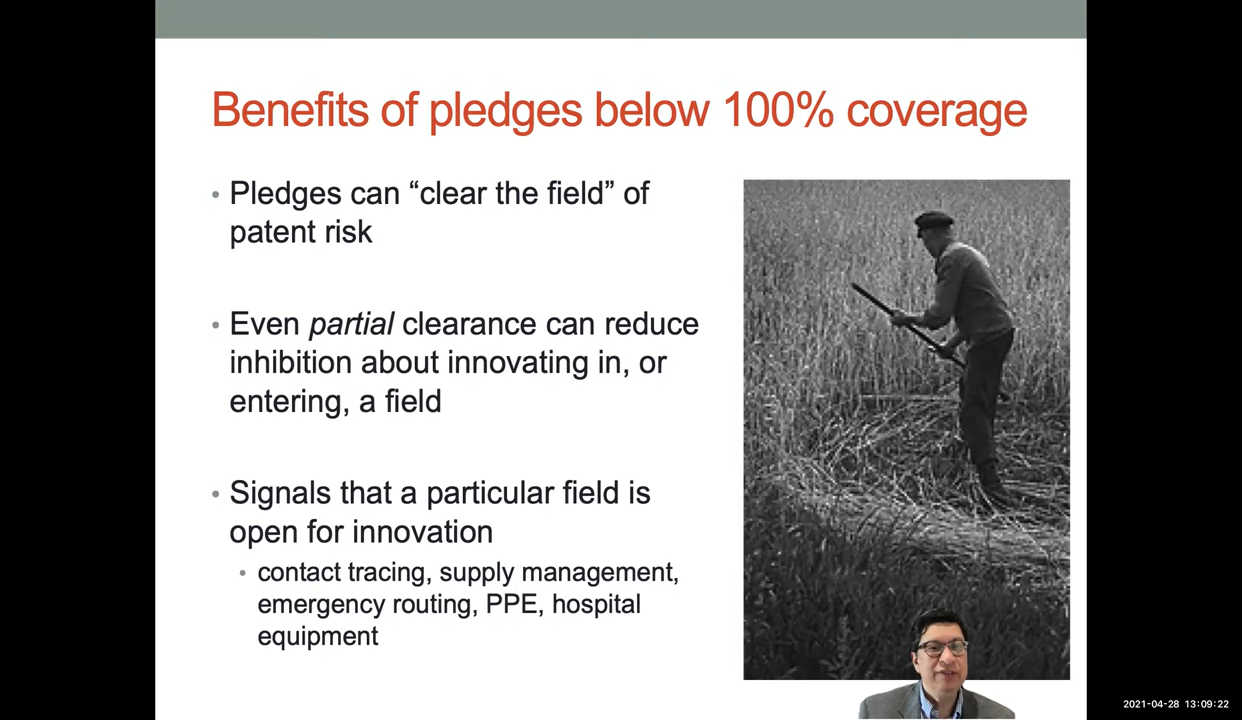 Benefits of pledges below 100% coverage
• Pledges can “clear the field” of
patent risk
• Even partial clearance can reduce
inhibition about innovating in, or
entering, a field
• Signals that a particular field is
open for innovation
• contact tracing, supply management,
emergency routing, PPE, hospital
equipment
2021-04-28 13:09:22